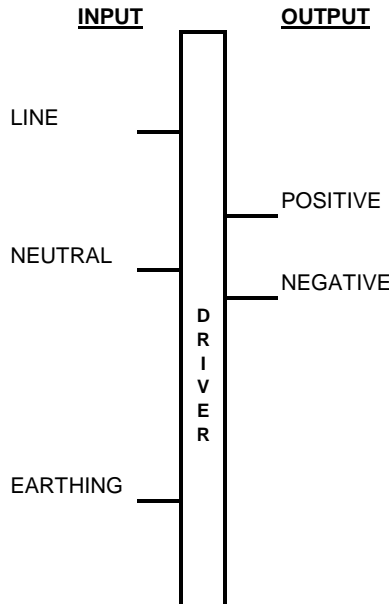 INPUT
OUTPUT
LINE
POSITIVE
NEUTRAL
NEGATIVE
D
R
I
V
E
R
EARTHING